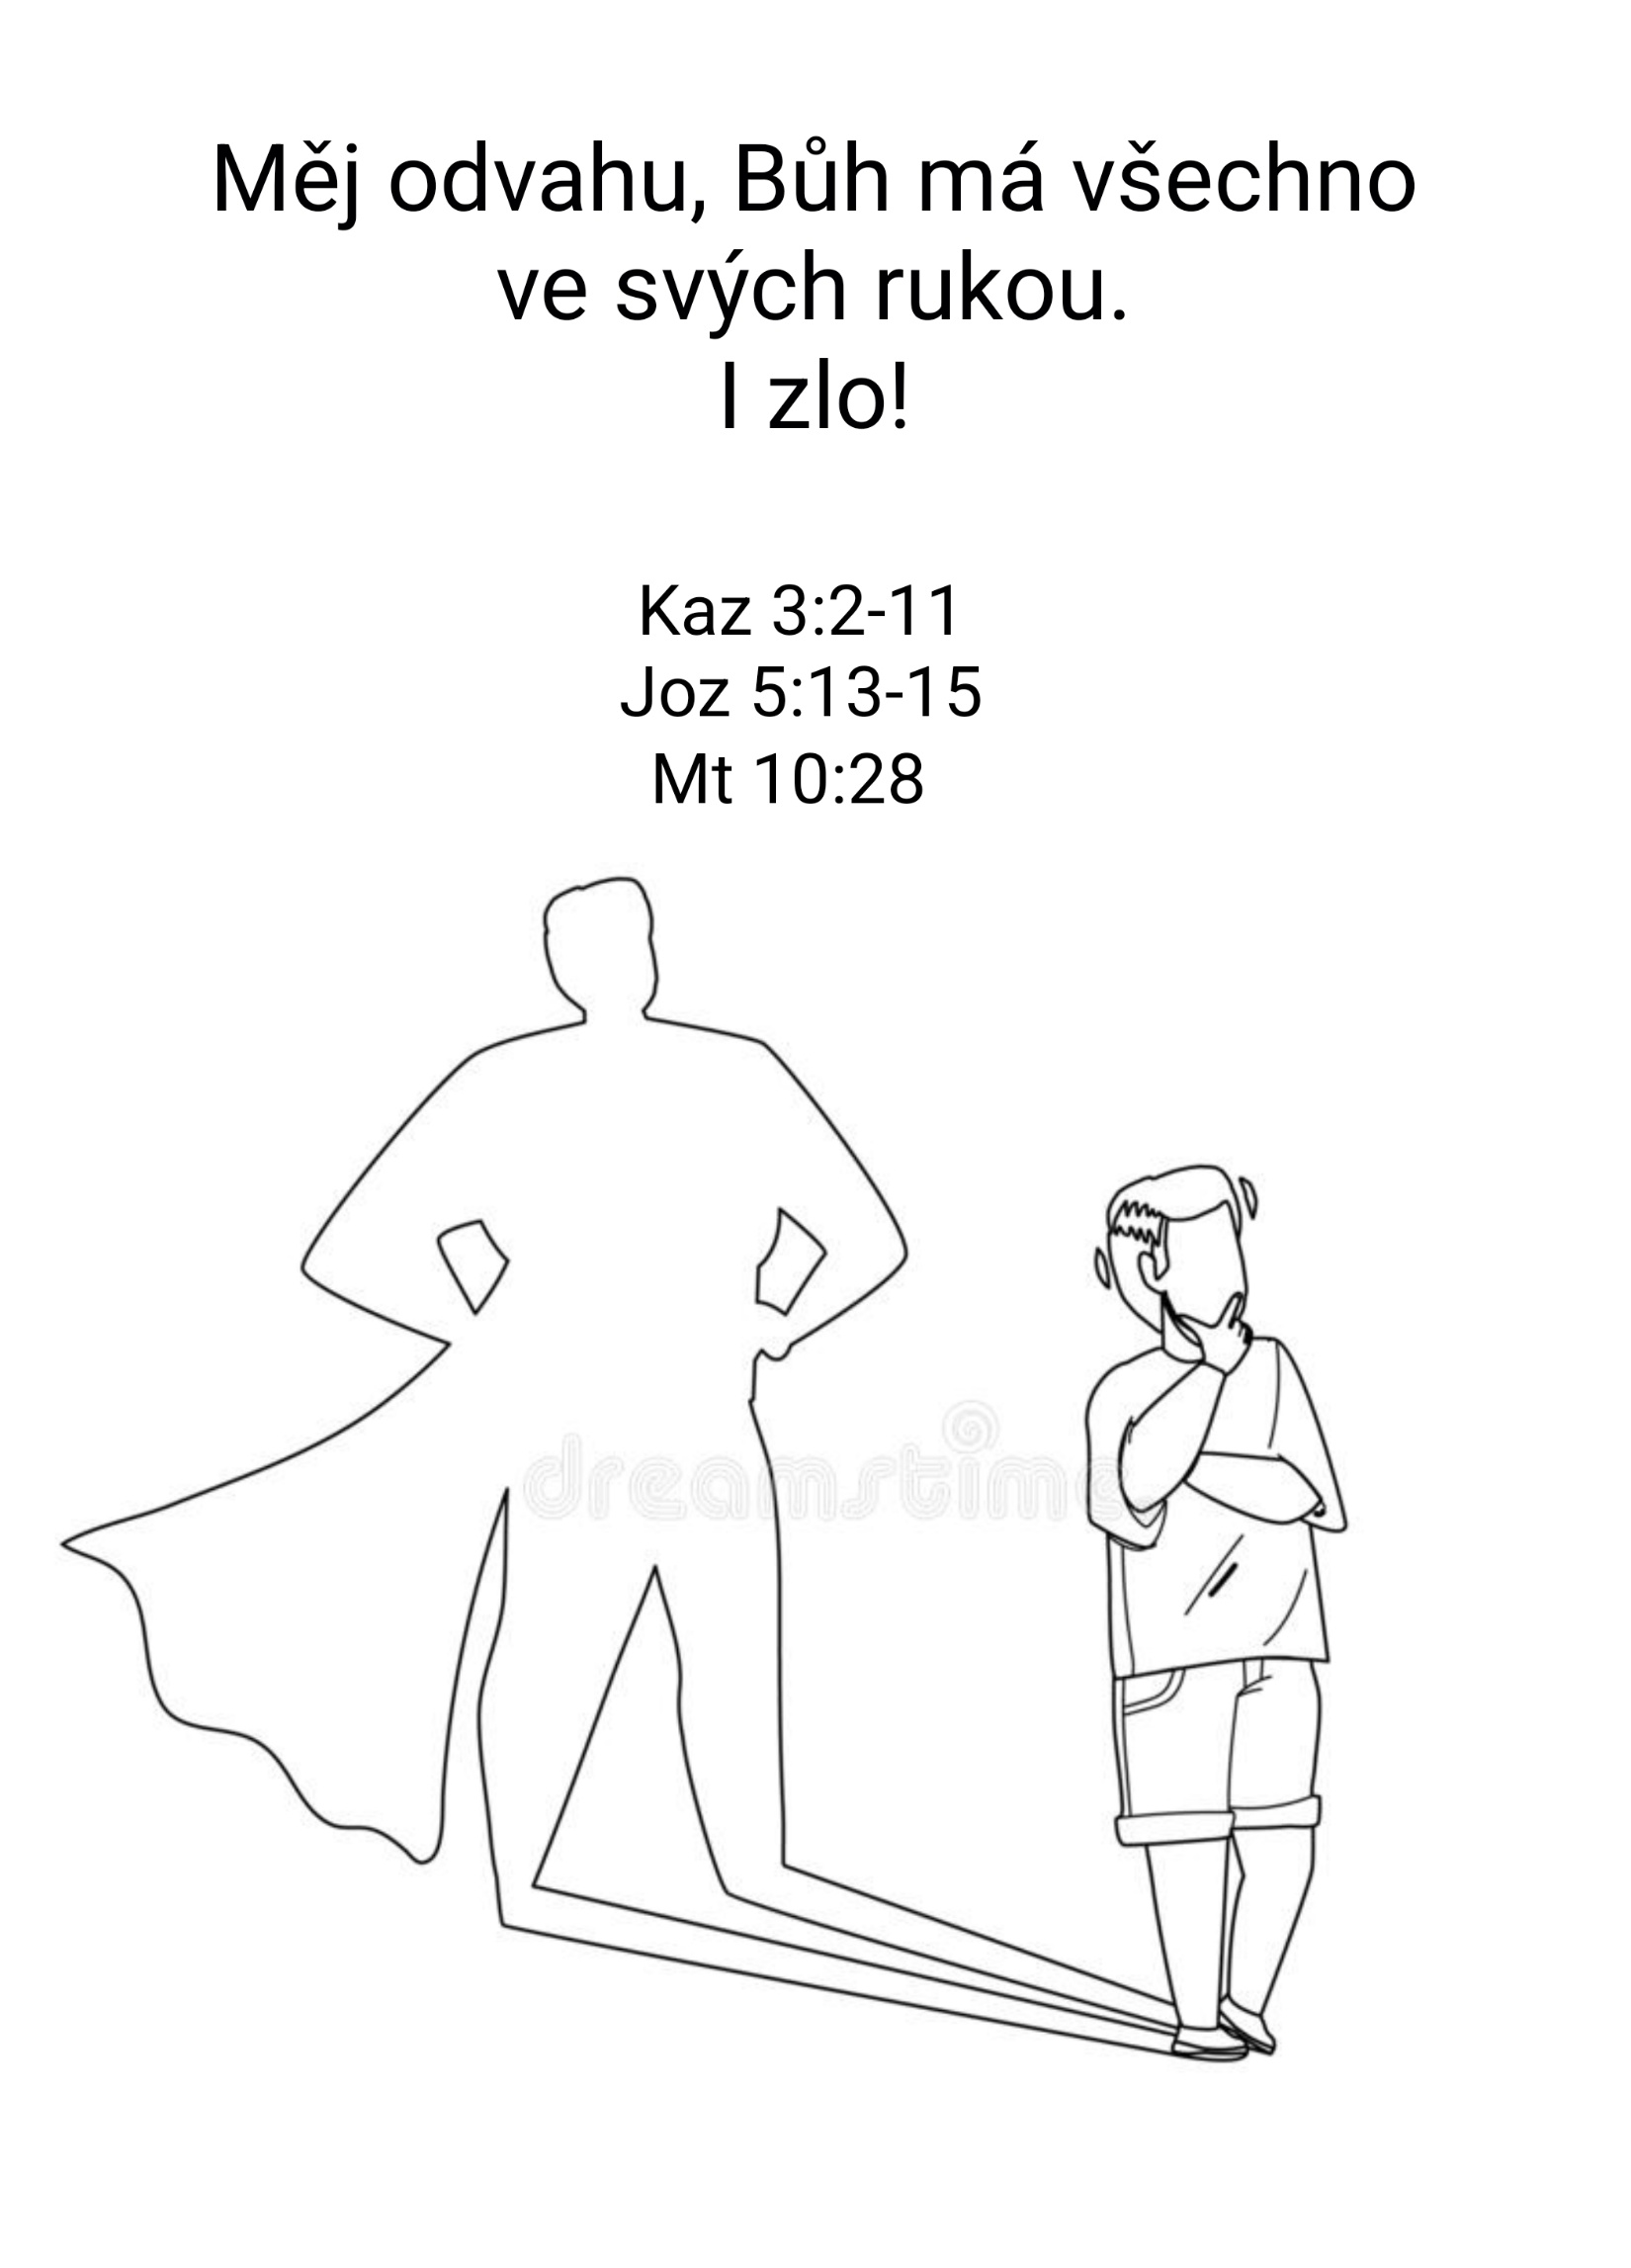 Měj odvahu, Bůh má všechno
ve svých rukou.
I zlo!
Kaz 3:2-11
Joz 5:13-15
Mt 10:28
dreamstime